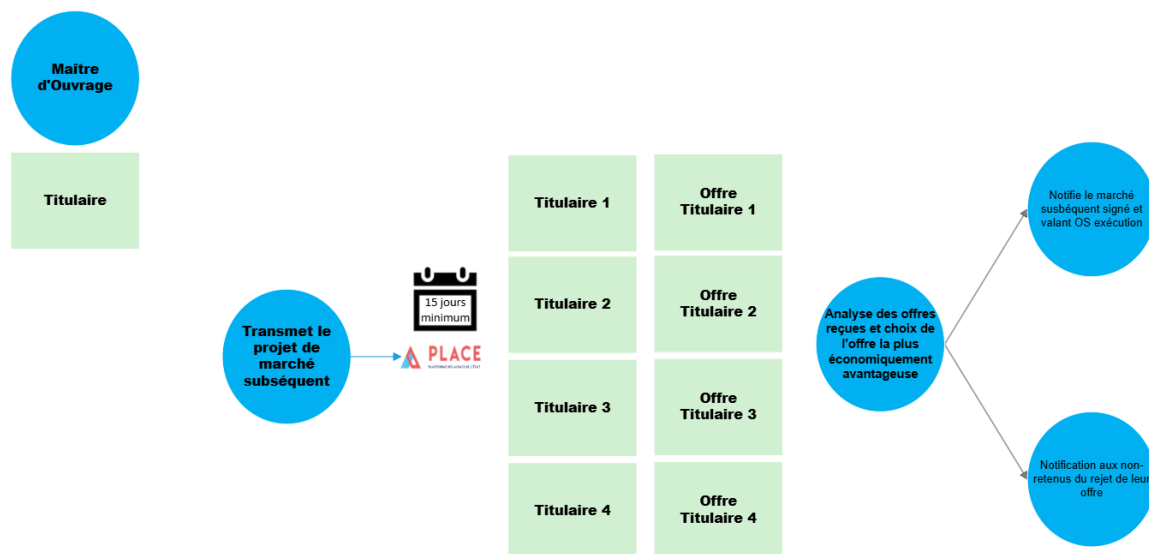 Maître
d'Ouvrage
Titulaire
Transmet le
projet de
marché
subséquent
15 jours
minimum
PLACE
Titulaire 1
Offre
Titulaire 1
Titulaire 2
Offre
Titulaire 2
Titulaire 3
Offre
Titulaire 3
Titulaire 4
Offre
Titulaire 4
Analyse des offres
reçues et choix de
l'offre la plus
économiquement
avantageuse
Notifie le marché
susbéquent signé et
valant OS exécution
Notification aux non-
retenus du rejet de leur
offre